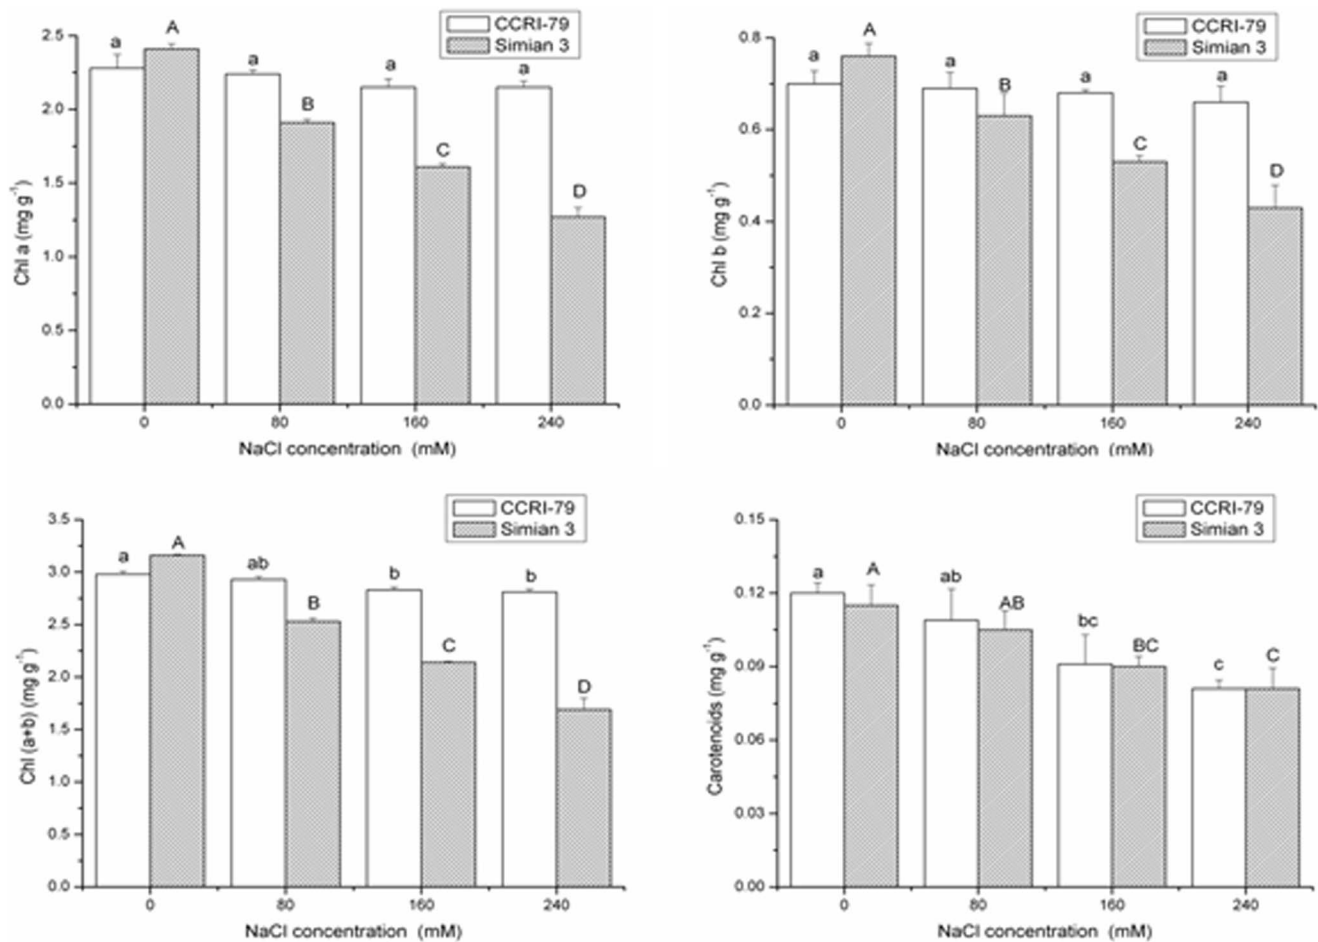 CCRI-79
Simian 3
2.5
2.0
1.5
1.0
0.5
0.0
Chl a (mg g⁻¹)
a
A
a
B
a
C
a
D
0
80
160
240
NaCl concentration (mM)
CCRI-79
Simian 3
0.8
0.6
0.4
0.2
0.0
Chl b (mg g⁻¹)
a
A
a
B
a
C
a
D
0
80
160
240
NaCl concentration (mM)
CCRI-79
Simian 3
3.5
3.0
2.5
2.0
1.5
1.0
0.5
0.0
Chl (a+b) (mg g⁻¹)
a
A
ab
B
b
C
b
D
0
80
160
240
NaCl concentration (mM)
CCRI-79
Simian 3
0.15
0.12
0.09
0.06
0.03
0.00
Carotenoids (mg g⁻¹)
a
A
ab
AB
bc
BC
c
C
0
80
160
240
NaCl concentration (mM)